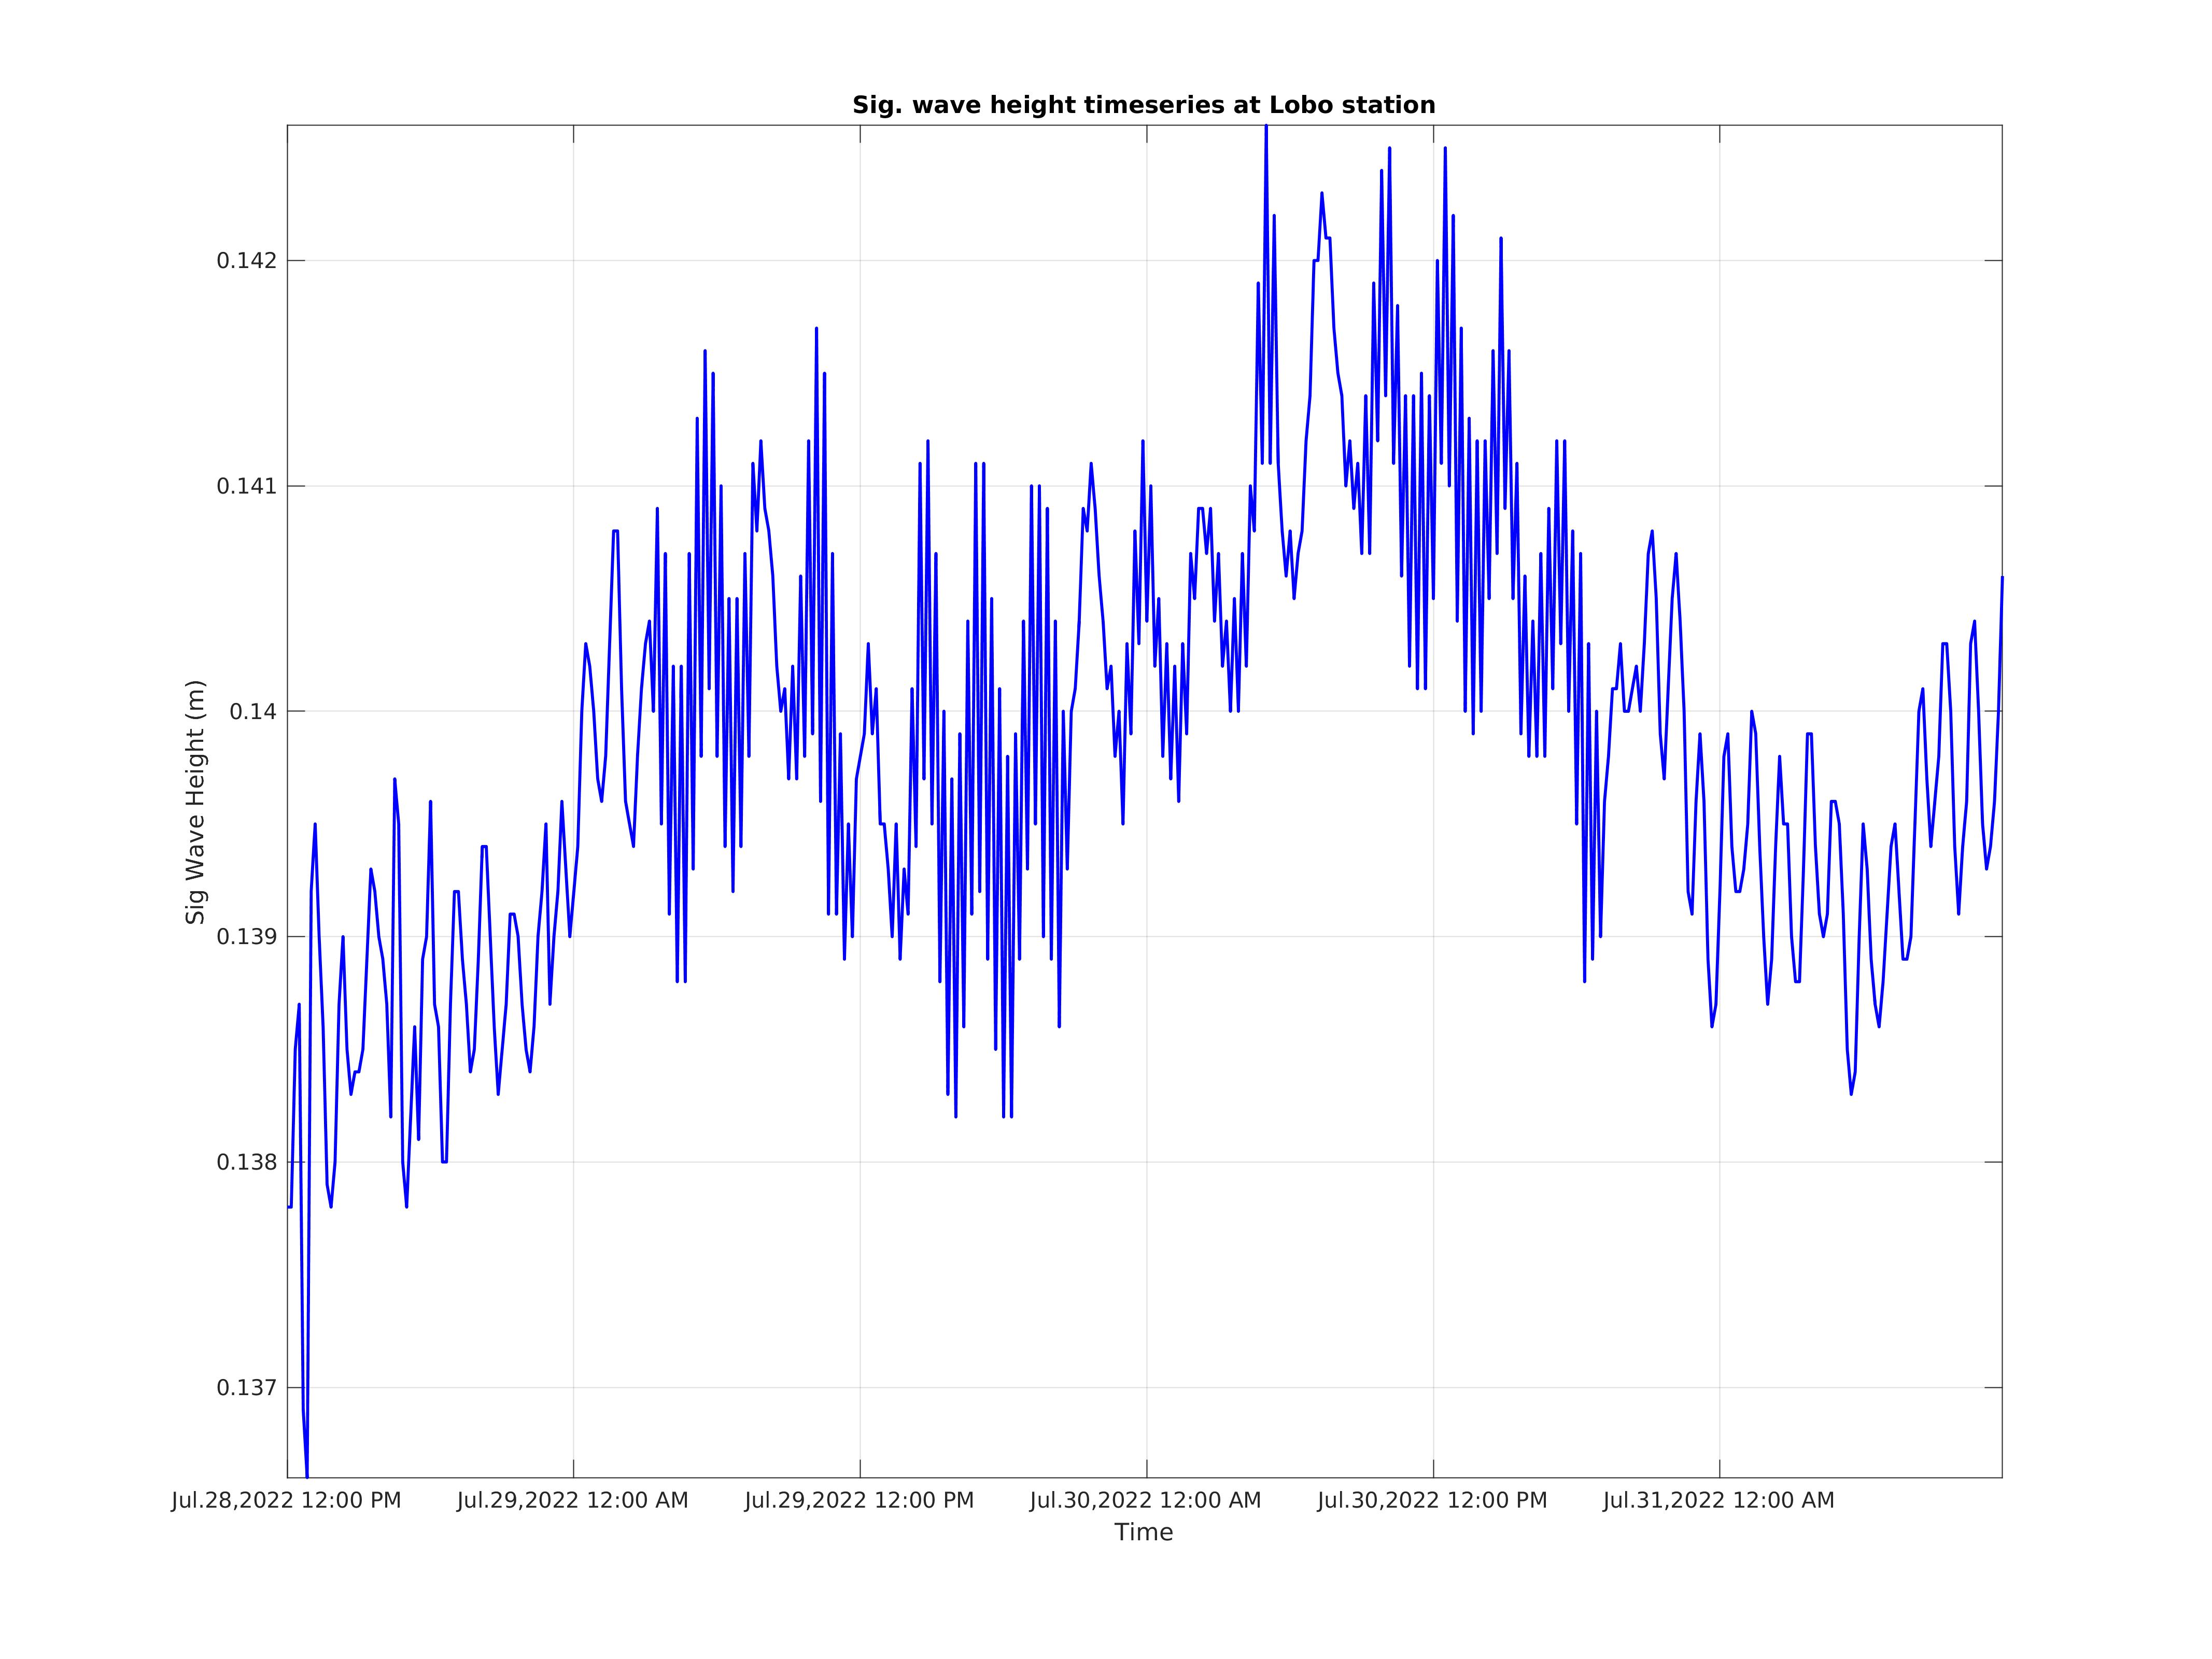 Sig. wave height timeseries at Lobo station
0.142
0.141
0.14
0.139
0.138
0.137
Sig Wave Height (m)
Jul.28,2022 12:00 PM
Jul.29,2022 12:00 AM
Jul.29,2022 12:00 PM
Jul.30,2022 12:00 AM
Jul.30,2022 12:00 PM
Jul.31,2022 12:00 AM
Time